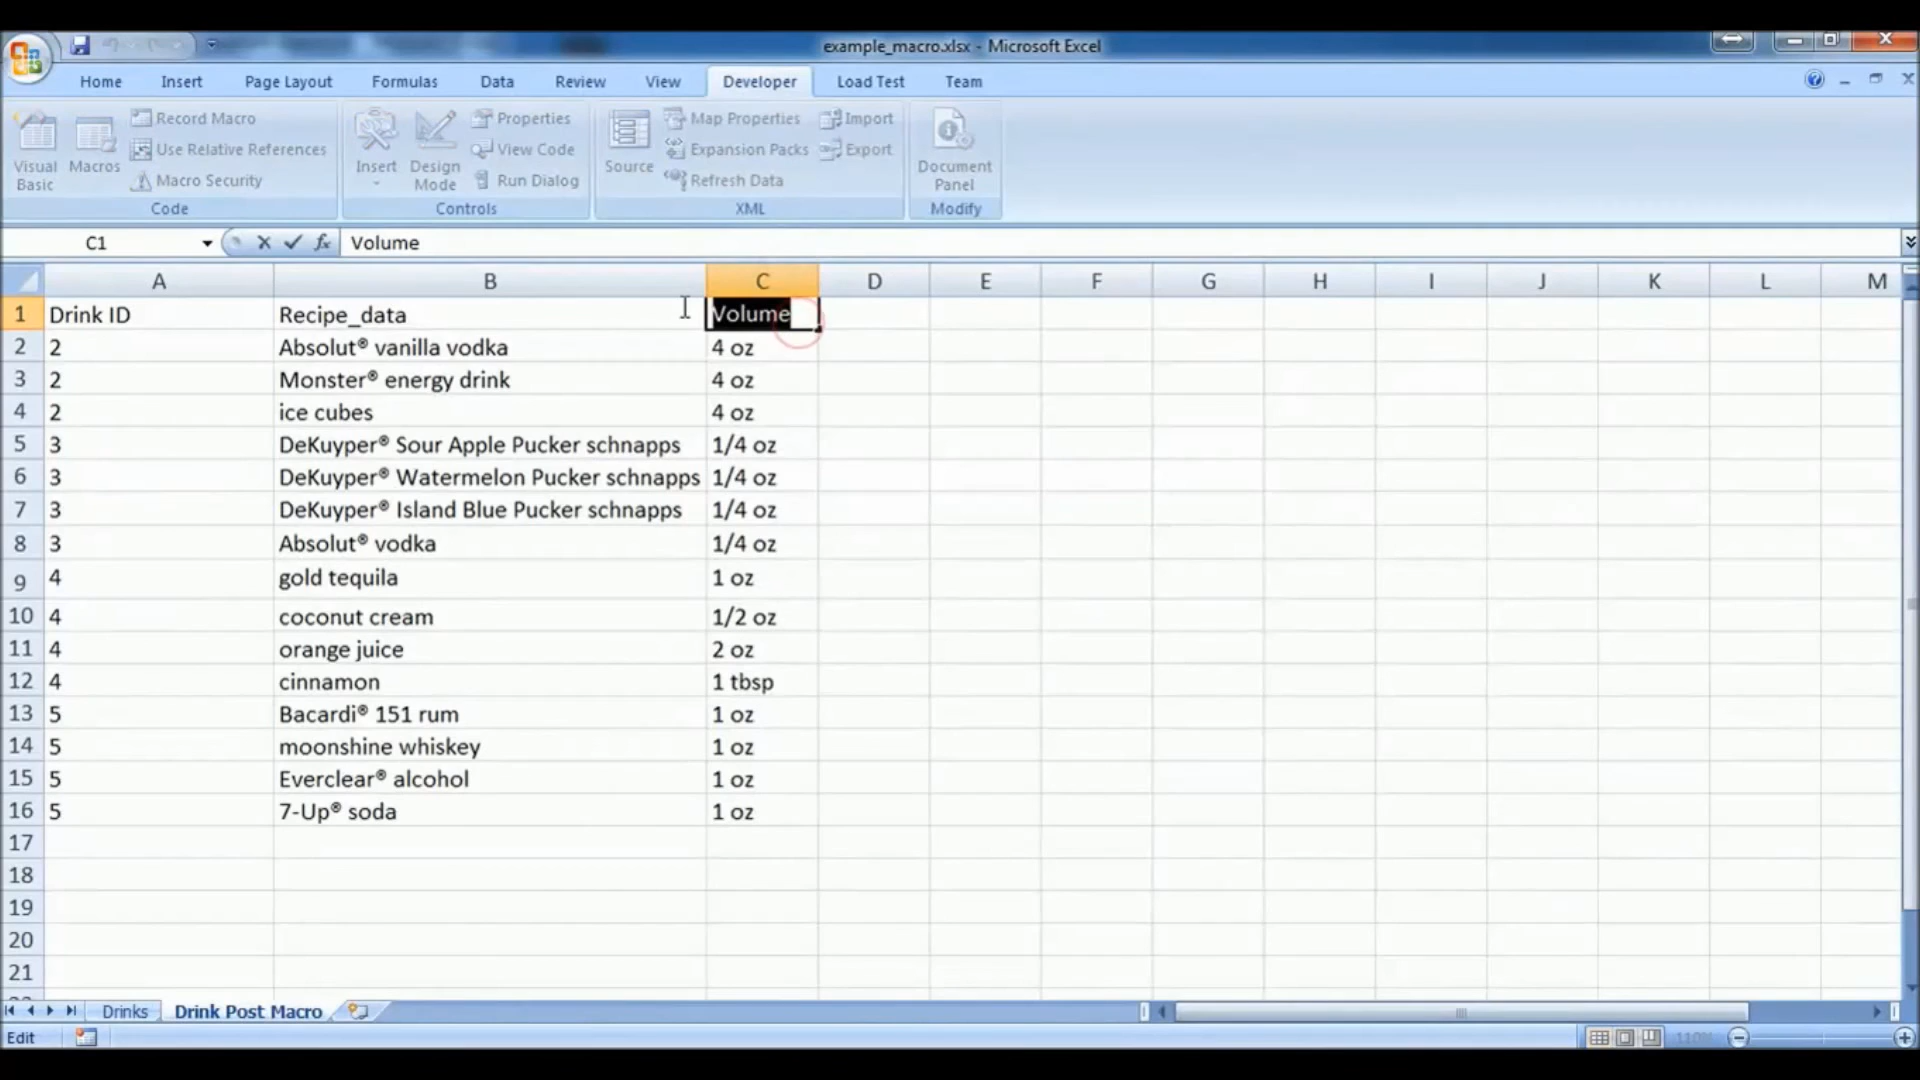 example_macro.xlsx - Microsoft Excel
Home Insert Page Layout Formulas Data Review View Developer Load Test Team
Visual Basic
Macros
Record Macro
Use Relative References
Macro Security
Code
Insert
Design Mode
Properties
View Code
Run Dialog
Controls
Source
Map Properties
Expansion Packs
Refresh Data
Import
Export
XML
Document Panel
Modify
C1 fx Volume
A B C D E F G H I J K L M
1 Drink ID Recipe_data Volume
2 2 Absolut® vanilla vodka 4 oz
3 2 Monster® energy drink 4 oz
4 2 ice cubes 4 oz
5 3 DeKuyper® Sour Apple Pucker schnapps 1/4 oz
6 3 DeKuyper® Watermelon Pucker schnapps 1/4 oz
7 3 DeKuyper® Island Blue Pucker schnapps 1/4 oz
8 3 Absolut® vodka 1/4 oz
9 4 gold tequila 1 oz
10 4 coconut cream 1/2 oz
11 4 orange juice 2 oz
12 4 cinnamon 1 tbsp
13 5 Bacardi® 151 rum 1 oz
14 5 moonshine whiskey 1 oz
15 5 Everclear® alcohol 1 oz
16 5 7-Up® soda 1 oz
17
18
19
20
21
Drinks Drink Post Macro
Edit 110%